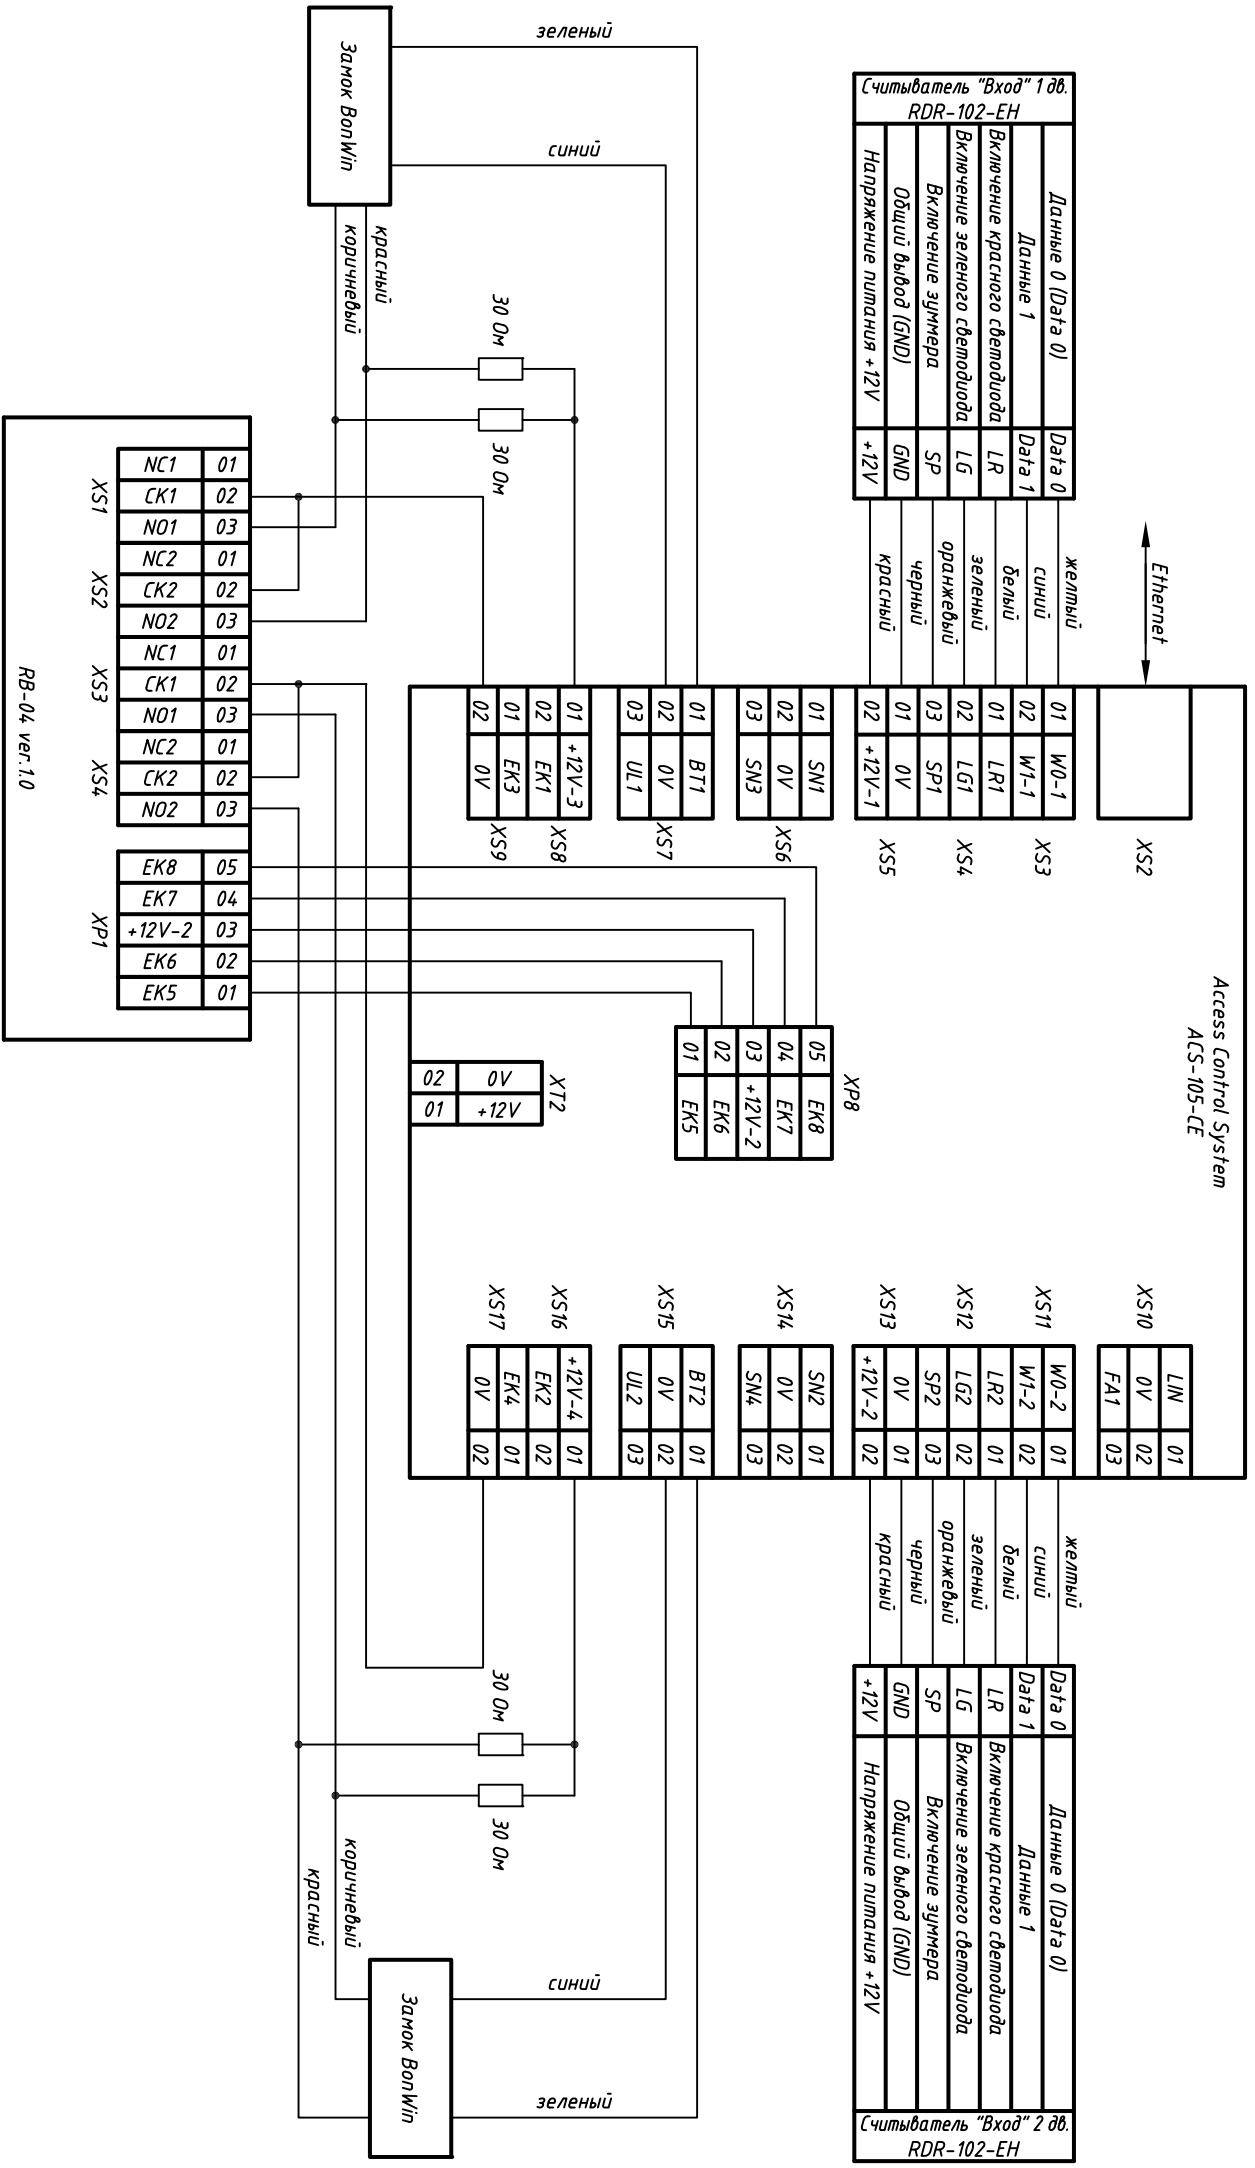 Считыватель "Вход" 1 дв.
RDR-102-EH
Данные 0 (Data 0)
Data 0
Данные 1
Data 1
Включение красного светодиода
LR
Включение зеленого светодиода
LG
Включение зуммера
SP
Общий вывод (GND)
GND
Напряжение питания +12V
+12V
желтый
синий
белый
зеленый
оранжевый
черный
красный
Ethernet
Замок BonWin
зеленый
синий
красный
коричневый
30 Ом
30 Ом
Access Control System
ACS-105-CE
XS2
01 W0-1
02 W1-1
XS3
01 LR1
02 LG1
03 SP1
XS4
01 0V
02 +12V-1
XS5
01 SN1
02 0V
03 SN3
XS6
01 BT1
02 0V
03 UL1
XS7
01 +12V-3
02 EK1
XS8
01 EK3
02 0V
XS9
XP8
05 EK8
04 EK7
03 +12V-2
02 EK6
01 EK5
XT2
02 0V
01 +12V
XS10
LIN 01
0V 02
FA1 03
XS11
W0-2 01
W1-2 02
XS12
LR2 01
LG2 02
SP2 03
XS13
0V 01
+12V-2 02
XS14
SN2 01
0V 02
SN4 03
XS15
BT2 01
0V 02
UL2 03
XS16
+12V-4 01
EK2 02
XS17
EK4 01
0V 02
RB-04 ver.1.0
XS1
NC1 01
CK1 02
NO1 03
XS2
NC2 01
CK2 02
NO2 03
XS3
NC1 01
CK1 02
NO1 03
XS4
NC2 01
CK2 02
NO2 03
XP1
EK8 05
EK7 04
+12V-2 03
EK6 02
EK5 01
желтый
синий
белый
зеленый
оранжевый
черный
красный
Data 0
Данные 0 (Data 0)
Data 1
Данные 1
LR
Включение красного светодиода
LG
Включение зеленого светодиода
SP
Включение зуммера
GND
Общий вывод (GND)
+12V
Напряжение питания +12V
Считыватель "Вход" 2 дв.
RDR-102-EH
30 Ом
30 Ом
коричневый
красный
синий
зеленый
Замок BonWin